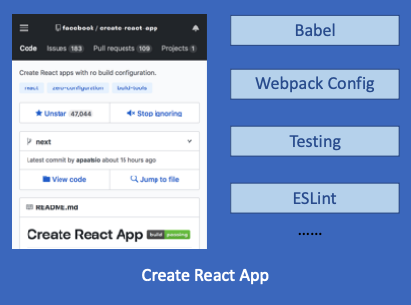 facebook / create-react-app
Code Issues 183 Pull requests 109 Projects 1
Create React apps with no build configuration.
react zero-configuration build-tools
Unstar 47,044 Stop ignoring
next
Latest commit by apaatsio about 15 hours ago
View code Jump to file
README.md
Create React App build passing
Babel
Webpack Config
Testing
ESLint
......
Create React App